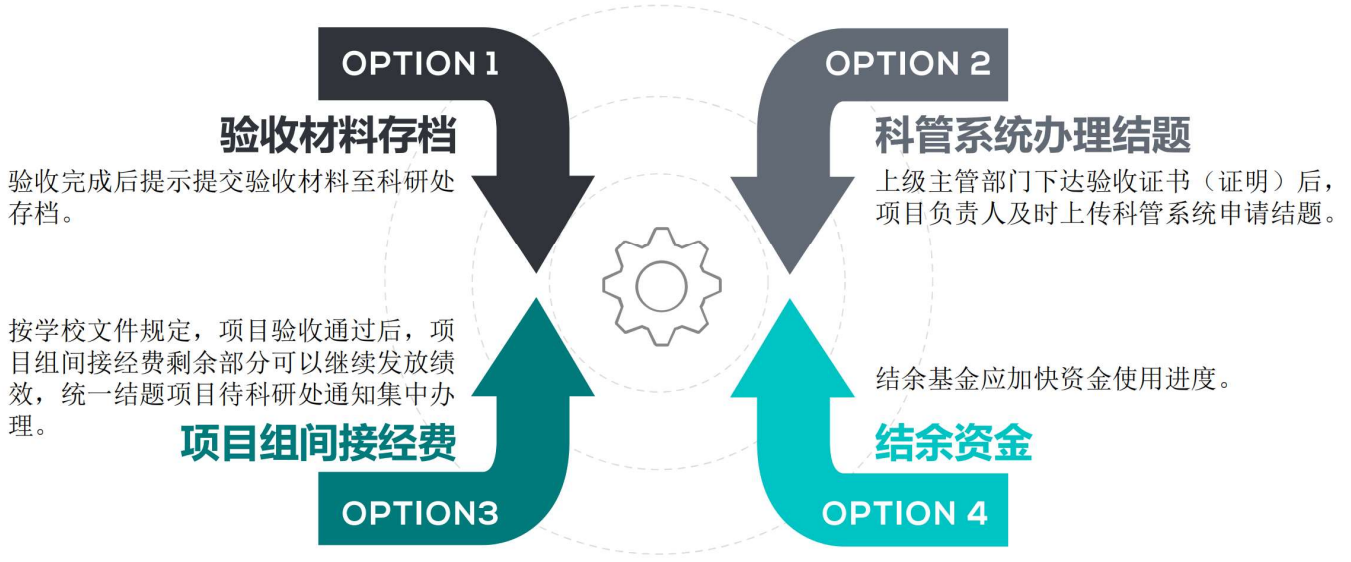 OPTION 1
验收材料存档
验收完成后提示提交验收材料至科研处
存档。
OPTION 2
科管系统办理结题
上级主管部门下达验收证书（证明）后，
项目负责人及时上传科管系统申请结题。
按学校文件规定，项目验收通过后，项
目组间接经费剩余部分可以继续发放绩
效，统一结题项目待科研处通知集中办
理。
项目组间接经费
OPTION3
结余基金应加快资金使用进度。
结余资金
OPTION 4